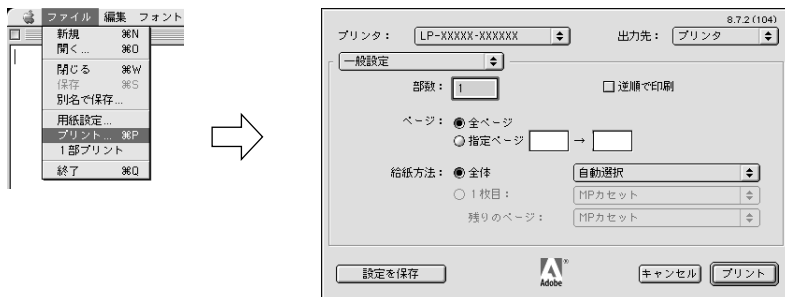 ファイル 編集 フォント
新規 ⌘N
開く... ⌘O
閉じる ⌘W
保存 ⌘S
別名で保存...
用紙設定...
プリント... ⌘P
1部プリント
終了 ⌘Q
8.7.2 (104)
プリンタ： LP-XXXXX-XXXXXX 出力先： プリンタ
一般設定
部数： 1 逆順で印刷
ページ： 全ページ
指定ページ →
給紙方法： 全体 自動選択
1枚目： MPカセット
残りのページ： MPカセット
設定を保存 Adobe ® キャンセル プリント